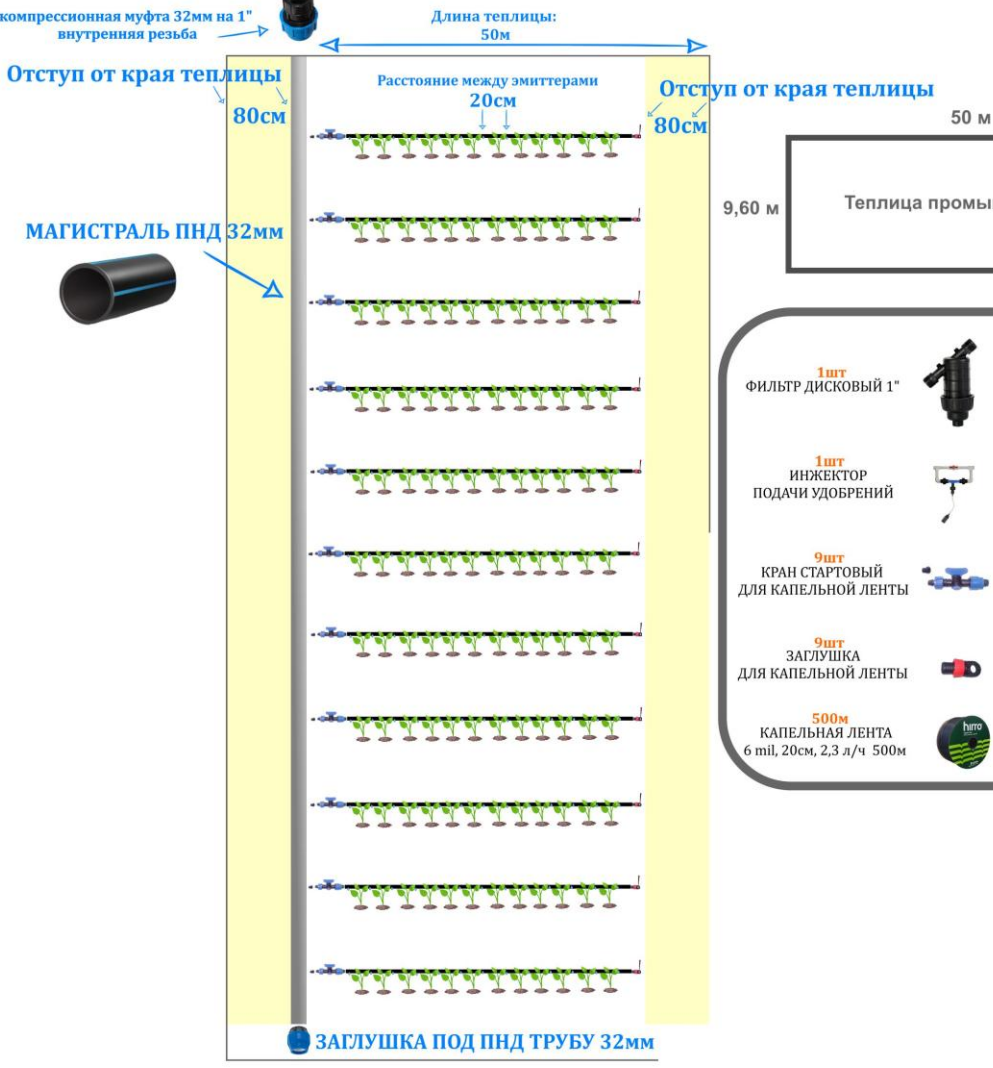 компрессионная муфта 32мм на 1"
внутренняя резьба
Длина теплицы:
50м
Отступ от края теплицы
80см
Расстояние между эмиттерами
20см
Отступ от края теплицы
80см
50 м
9,60 м
Теплица промы
МАГИСТРАЛЬ ПНД 32мм
1шт
ФИЛЬТР ДИСКОВЫЙ 1"
1шт
ИНЖЕКТОР
ПОДАЧИ УДОБРЕНИЙ
9шт
КРАН СТАРТОВЫЙ
ДЛЯ КАПЕЛЬНОЙ ЛЕНТЫ
9шт
ЗАГЛУШКА
ДЛЯ КАПЕЛЬНОЙ ЛЕНТЫ
500м
КАПЕЛЬНАЯ ЛЕНТА
6 mil, 20см, 2,3 л/ч 500м
ЗАГЛУШКА ПОД ПНД ТРУБУ 32мм